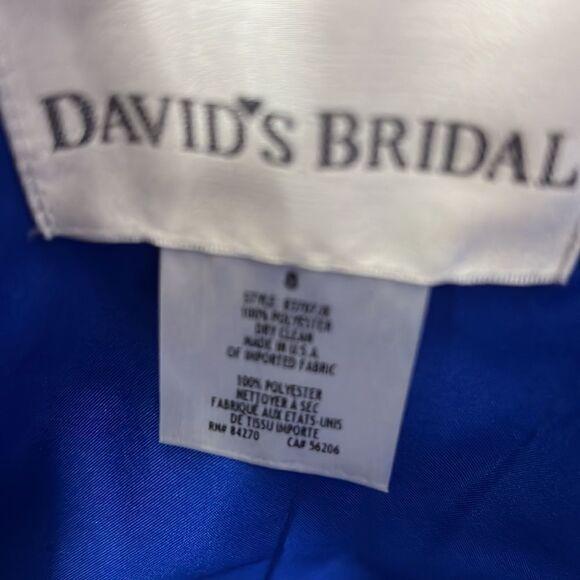 DAVID'S BRIDAL
8
STYLE
100% POLYESTER
DRY CLEAN
MADE IN U.S.A.
OF IMPORTED FABRIC
100% POLYESTER
NETTOYER À SEC
FABRIQUE AUX ETATS-UNIS
DE TISSU IMPORTE
RN# 84270 CA# 56206